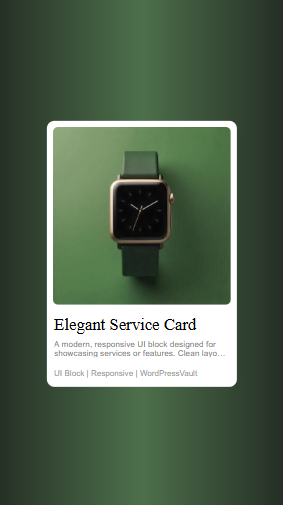 Elegant Service Card
A modern, responsive UI block designed for
showcasing services or features. Clean layo...
UI Block | Responsive | WordPressVault